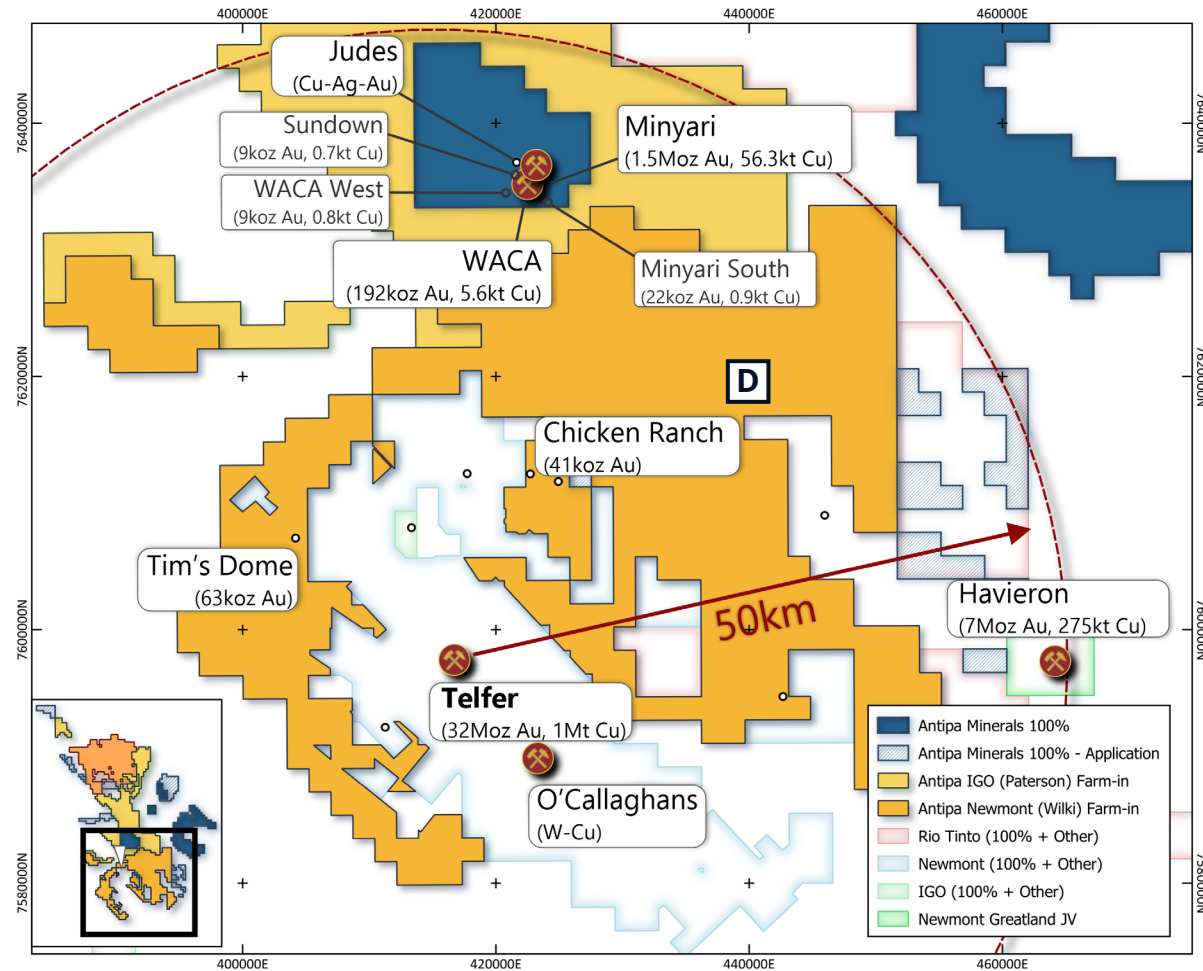 400000E
420000E
440000E
460000E
7640000N
7620000N
7600000N
7580000N
Judes
(Cu-Ag-Au)
Sundown
(9koz Au, 0.7kt Cu)
WACA West
(9koz Au, 0.8kt Cu)
Minyari
(1.5Moz Au, 56.3kt Cu)
WACA
(192koz Au, 5.6kt Cu)
Minyari South
(22koz Au, 0.9kt Cu)
D
Chicken Ranch
(41koz Au)
Tim's Dome
(63koz Au)
50km
Havieron
(7Moz Au, 275kt Cu)
Telfer
(32Moz Au, 1Mt Cu)
O'Callaghans
(W-Cu)
Antipa Minerals 100%
Antipa Minerals 100% - Application
Antipa IGO (Paterson) Farm-in
Antipa Newmont (Wilki) Farm-in
Rio Tinto (100% + Other)
Newmont (100% + Other)
IGO (100% + Other)
Newmont Greatland JV
7640000N
7620000N
7600000N
7580000N
400000E
420000E
440000E
460000E